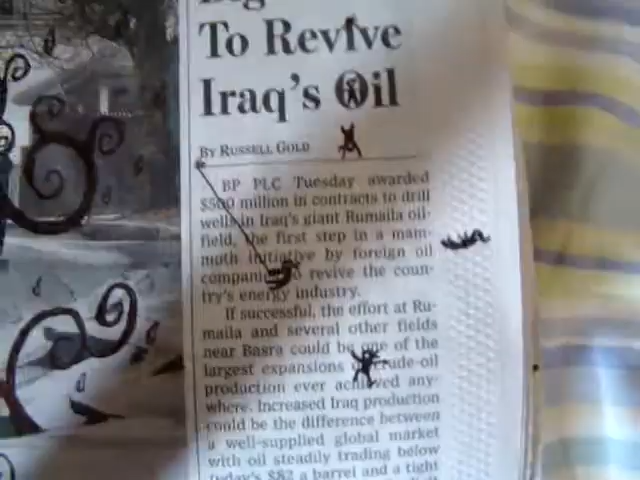 To Revive
Iraq's Oil
BY RUSSELL GOLD
BP PLC Tuesday awarded
$500 million in contracts to drill
wells in Iraq's giant Rumaila oil-
field, the first step in a mam-
moth initiative by foreign oil
companies to revive the coun-
try's energy industry.
If successful, the effort at Ru-
maila and several other fields
near Basra could be one of the
largest expansions crude-oil
production ever achieved any-
where. Increased Iraq production
could be the difference between
a well-supplied global market
with oil steadily trading below
today's $82 a barrel and a tight